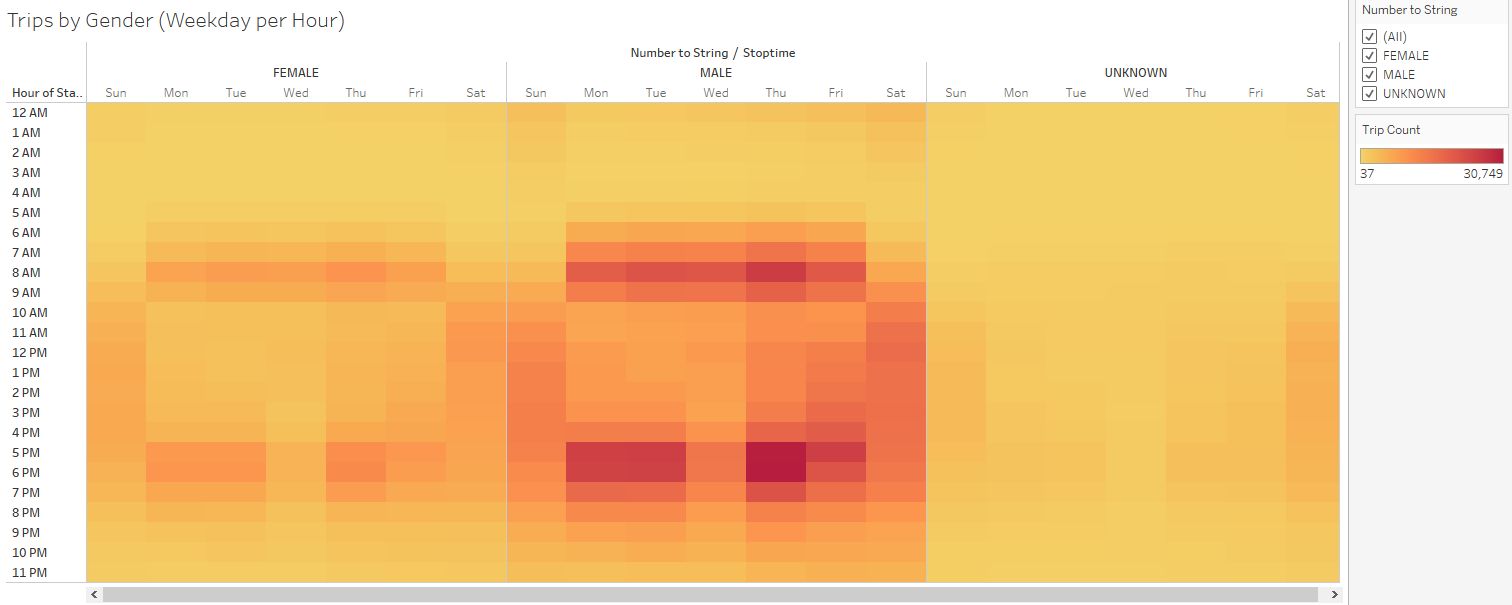 Trips by Gender (Weekday per Hour)
Number to String / Stoptime
FEMALE MALE UNKNOWN
Hour of Sta.. Sun Mon Tue Wed Thu Fri Sat Sun Mon Tue Wed Thu Fri Sat Sun Mon Tue Wed Thu Fri Sat
12 AM
1 AM
2 AM
3 AM
4 AM
5 AM
6 AM
7 AM
8 AM
9 AM
10 AM
11 AM
12 PM
1 PM
2 PM
3 PM
4 PM
5 PM
6 PM
7 PM
8 PM
9 PM
10 PM
11 PM
Number to String
(All)
FEMALE
MALE
UNKNOWN
Trip Count
37 30,749